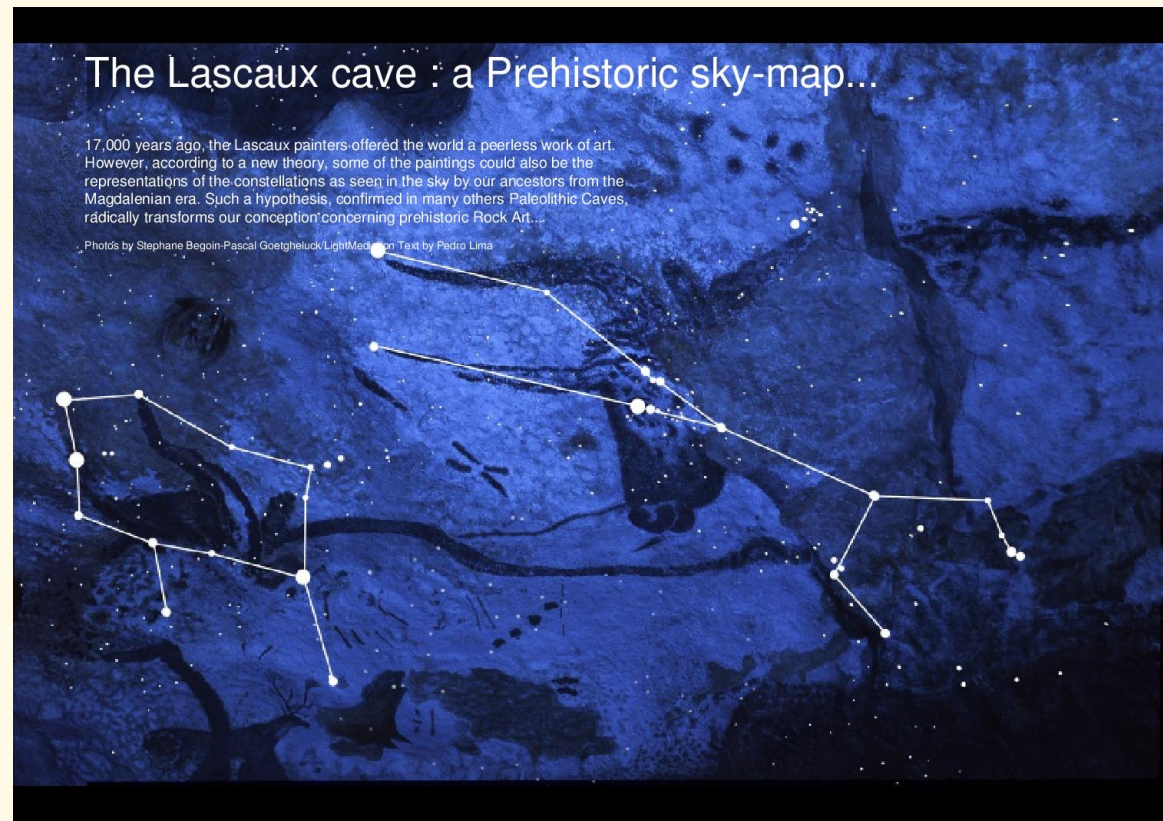 The Lascaux cave : a Prehistoric sky-map...
17,000 years ago, the Lascaux painters offered the world a peerless work of art.
However, according to a new theory, some of the paintings could also be the
representations of the constellations as seen in the sky by our ancestors from the
Magdalenian era. Such a hypothesis, confirmed in many others Paleolithic Caves,
radically transforms our conception concerning prehistoric Rock Art....
Photos by Stephane Begoin-Pascal Goetgheluck/LightMediation Text by Pedro Lima